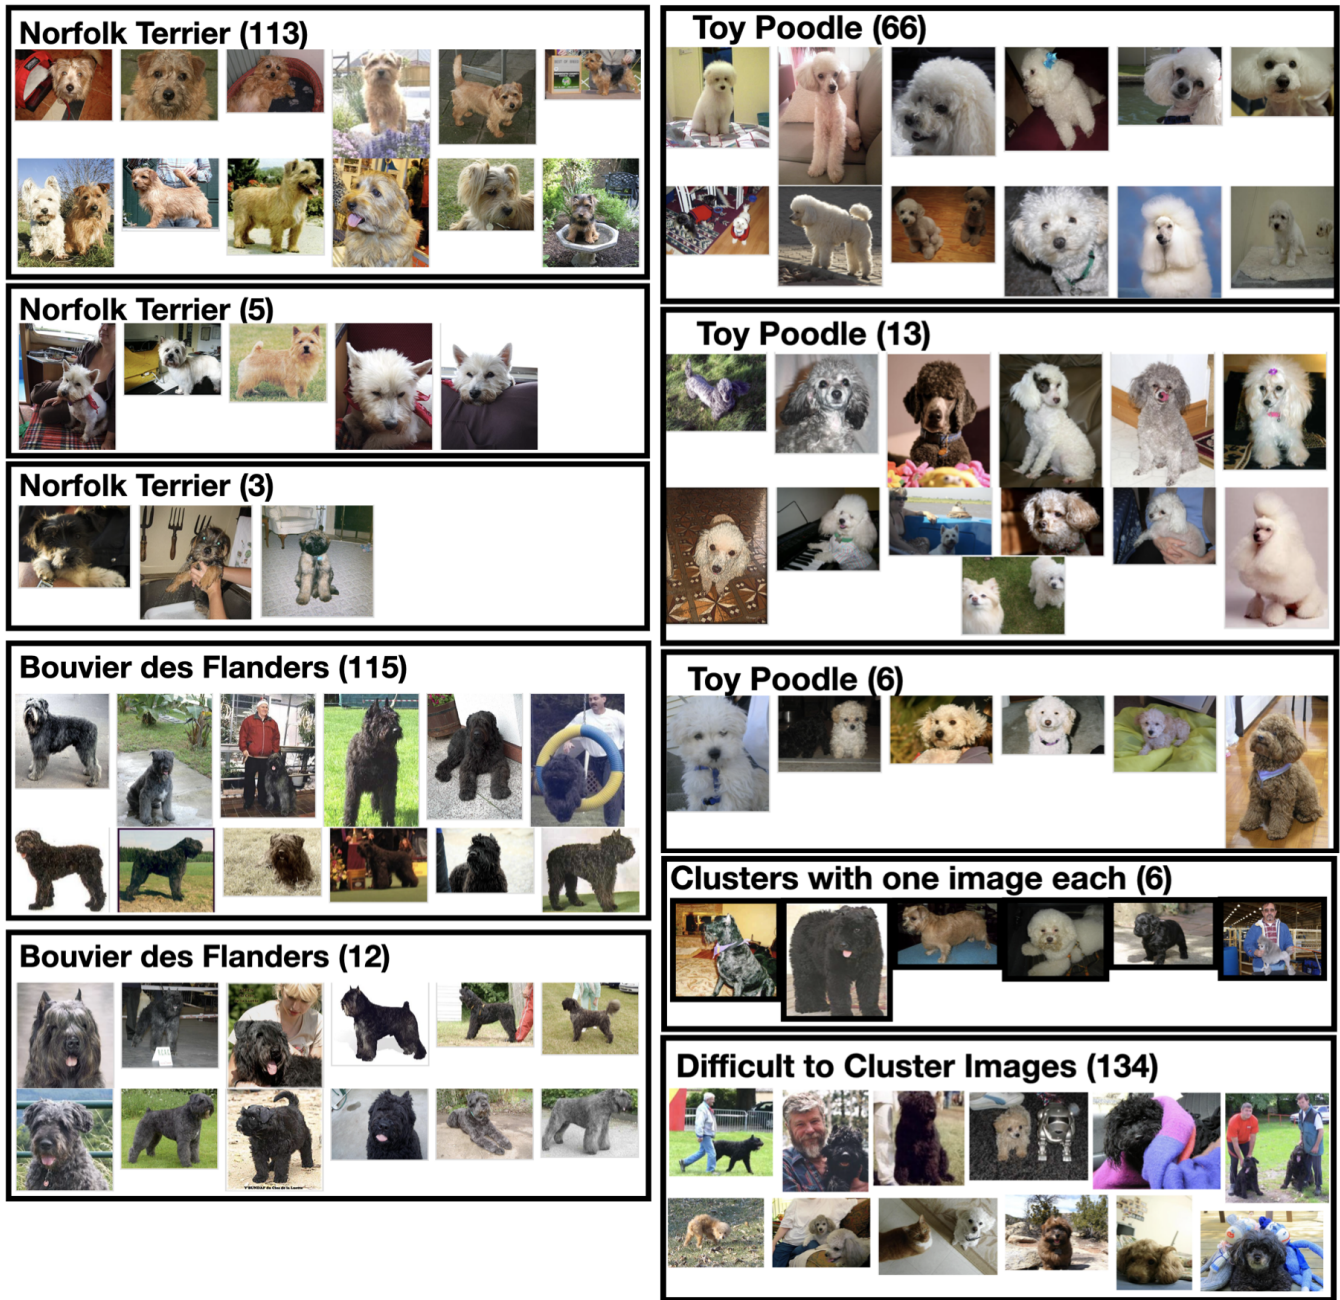 Norfolk Terrier (113)
Norfolk Terrier (5)
Norfolk Terrier (3)
Bouvier des Flanders (115)
Bouvier des Flanders (12)
Toy Poodle (66)
Toy Poodle (13)
Toy Poodle (6)
Clusters with one image each (6)
Difficult to Cluster Images (134)